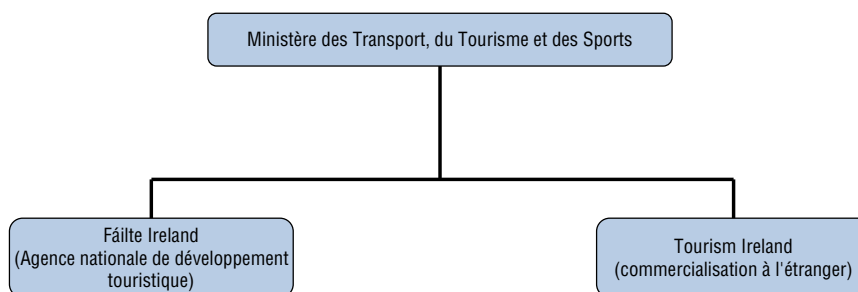 Ministère des Transport, du Tourisme et des Sports
Fáilte Ireland
(Agence nationale de développement
touristique)
Tourism Ireland
(commercialisation à l'étranger)